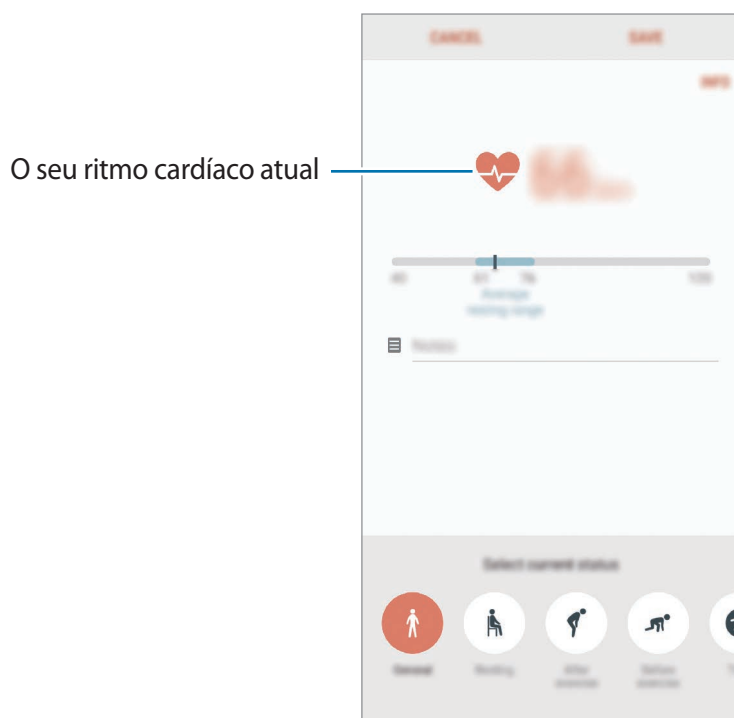 CANCEL SAVE
INFO
O seu ritmo cardíaco atual
40 61 76 120
Average
resting range
Notes
Select current status
General Resting After Before
exercise exercise